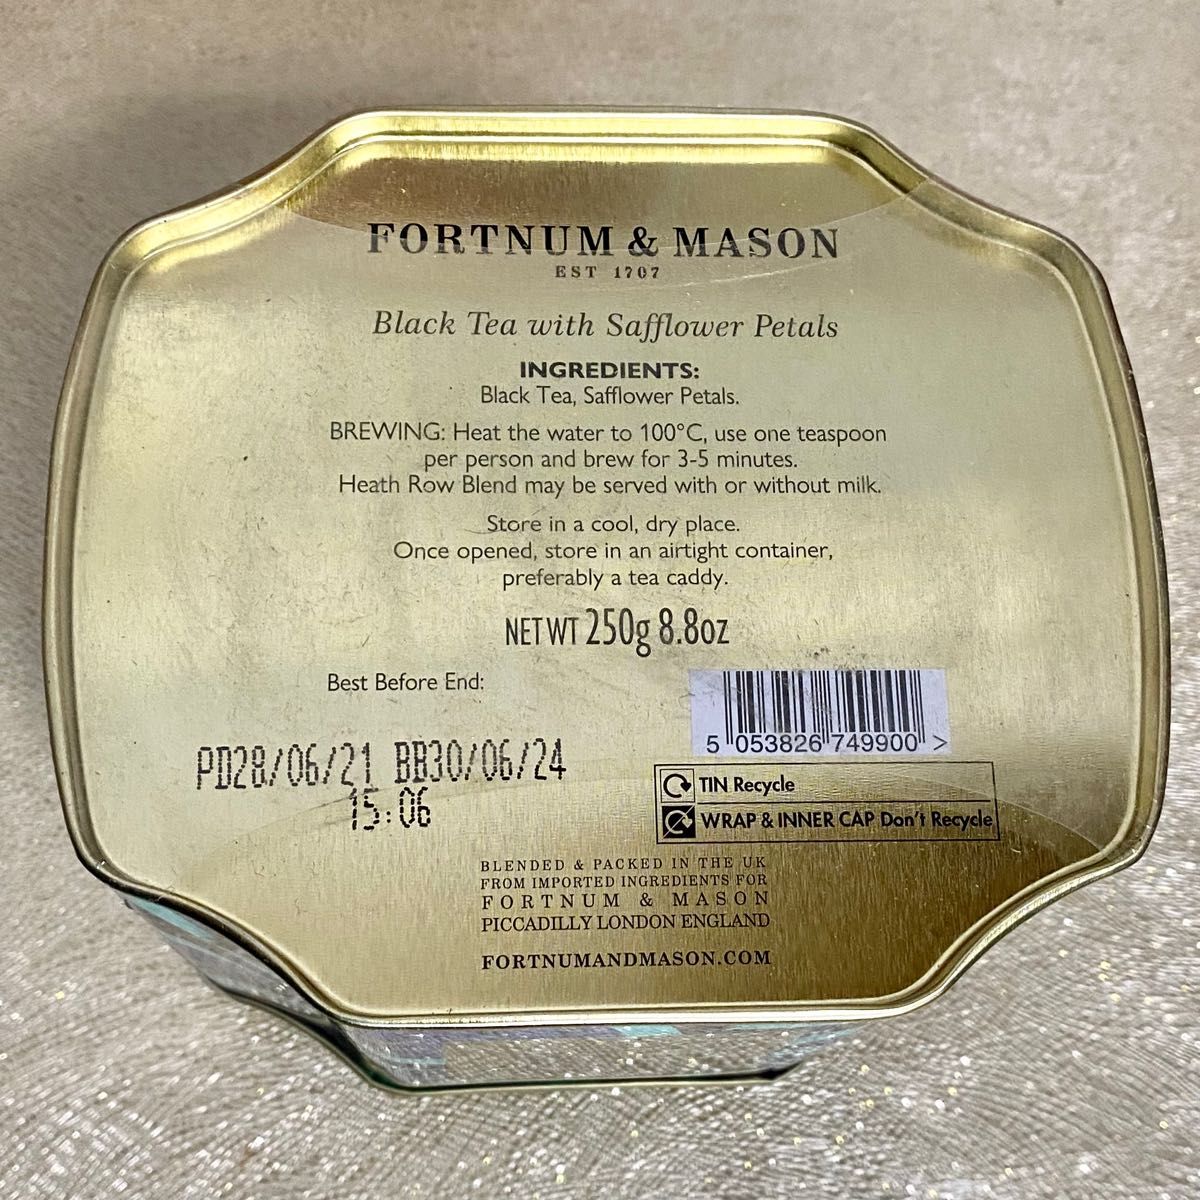 FORTNUM & MASON
EST 1707
Black Tea with Safflower Petals
INGREDIENTS:
Black Tea, Safflower Petals.
BREWING: Heat the water to 100°C, use one teaspoon
per person and brew for 3-5 minutes.
Heath Row Blend may be served with or without milk.
Store in a cool, dry place.
Once opened, store in an airtight container,
preferably a tea caddy.
NET WT 250g 8.8oz
Best Before End:
PD28/06/21 BB30/06/24
15:06
5 053826 749900 >
TIN Recycle
WRAP & INNER CAP Don't Recycle
BLENDED & PACKED IN THE UK
FROM IMPORTED INGREDIENTS FOR
FORTNUM & MASON
PICCADILLY LONDON ENGLAND
FORTNUMANDMASON.COM